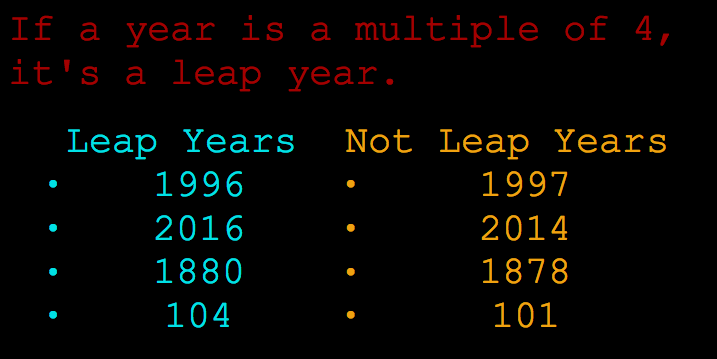 If a year is a multiple of 4,
it's a leap year.
Leap Years Not Leap Years
• 1996 • 1997
• 2016 • 2014
• 1880 • 1878
• 104 • 101